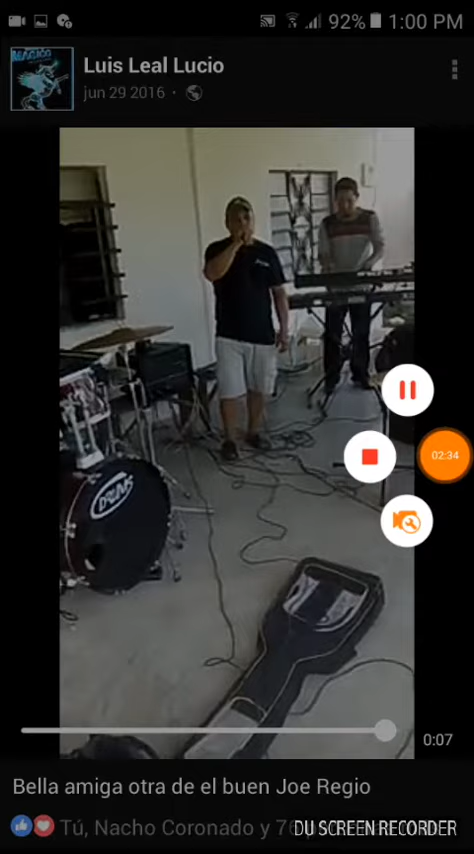 92% 1:00 PM
MAGICO
Luis Leal Lucio
jun 29 2016 ·
DRUMS
02:34
0:07
Bella amiga otra de el buen Joe Regio
Tú, Nacho Coronado y 76
DU SCREEN RECORDER